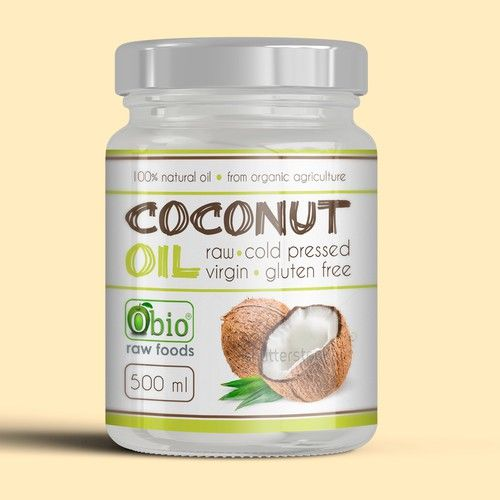 100% natural oil • from organic agriculture
COCONUT
OIL raw • cold pressed
virgin • gluten free
Obio®
raw foods
500 ml